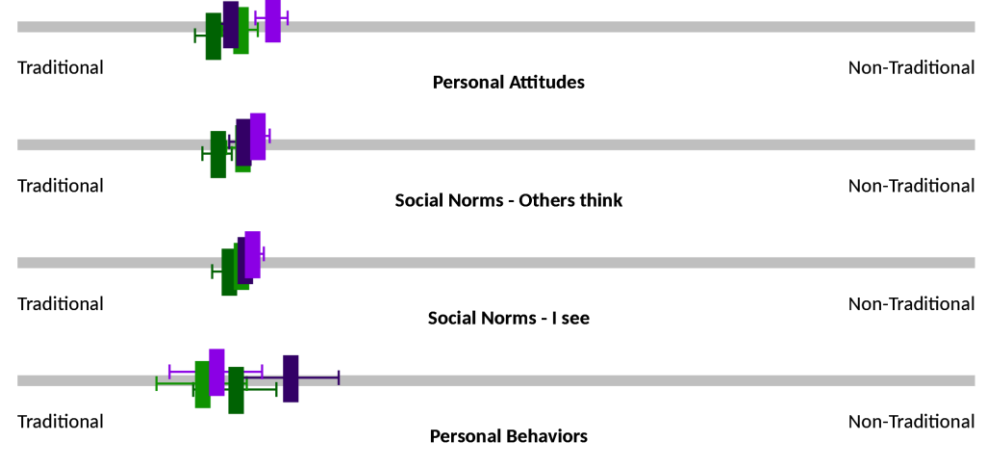 Traditional
Non-Traditional
Personal Attitudes
Traditional
Non-Traditional
Social Norms - Others think
Traditional
Non-Traditional
Social Norms - I see
Traditional
Non-Traditional
Personal Behaviors